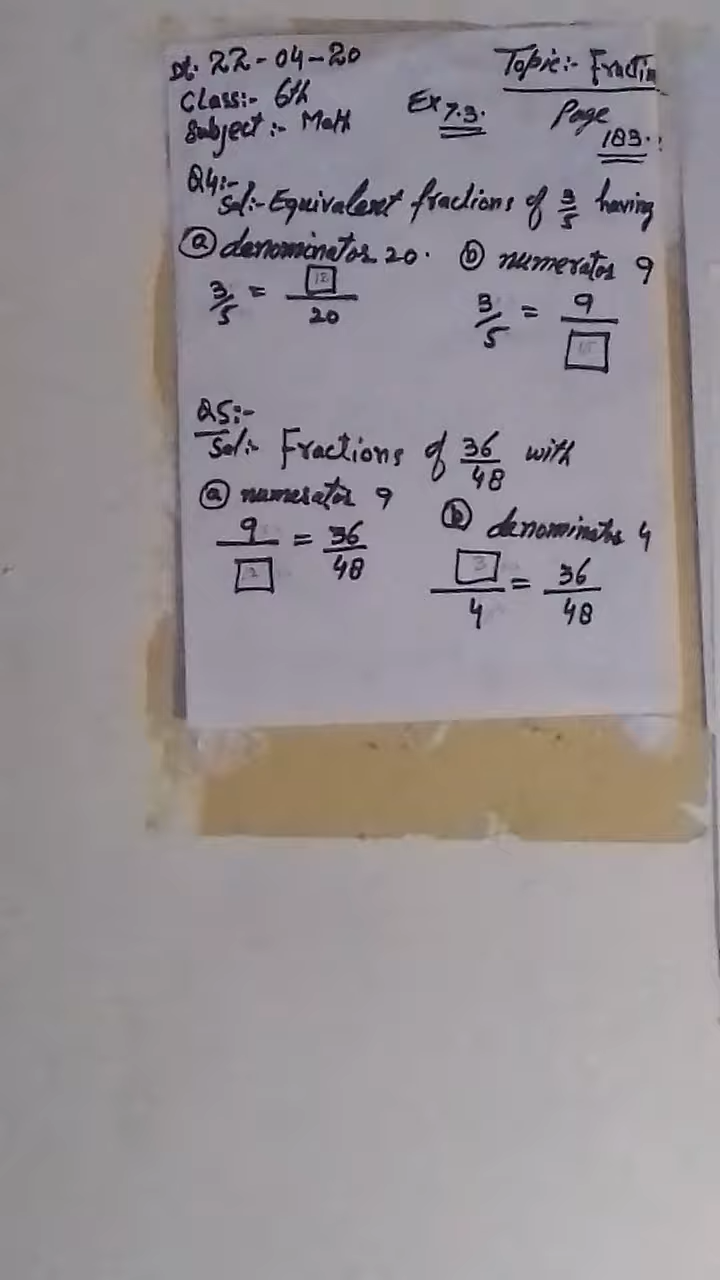 Dt. 22-04-20
Class:- 6th
Subject:- Math
Ex 7.3.
Topic:- Fractin
Page 183.
Q4:-
Sol:- Equivalent fractions of 3/5 having
(a) denominator 20.
3/5 = 12/20
(b) numerator 9
3/5 = 9/15
Q5:-
Sol:- Fractions of 36/48 with
(a) numerator 9
9/ = 36/48
(b) denominator 4
3/4 = 36/48